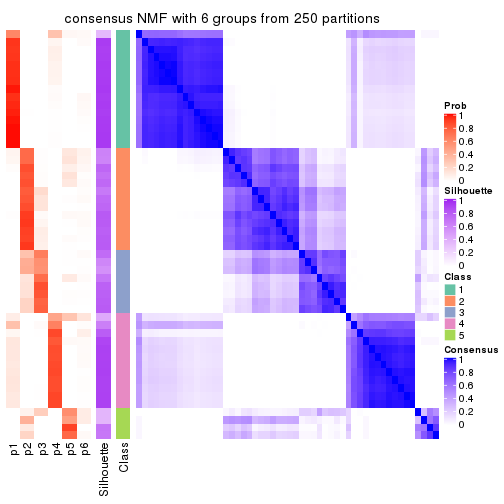 consensus NMF with 6 groups from 250 partitions
Prob
1
0.8
0.6
0.4
0.2
0
Silhouette
1
0.8
0.6
0.4
0.2
0
Class
1
2
3
4
5
Consensus
1
0.8
0.6
0.4
0.2
0
p1
p2
p3
p4
p5
p6
Silhouette
Class